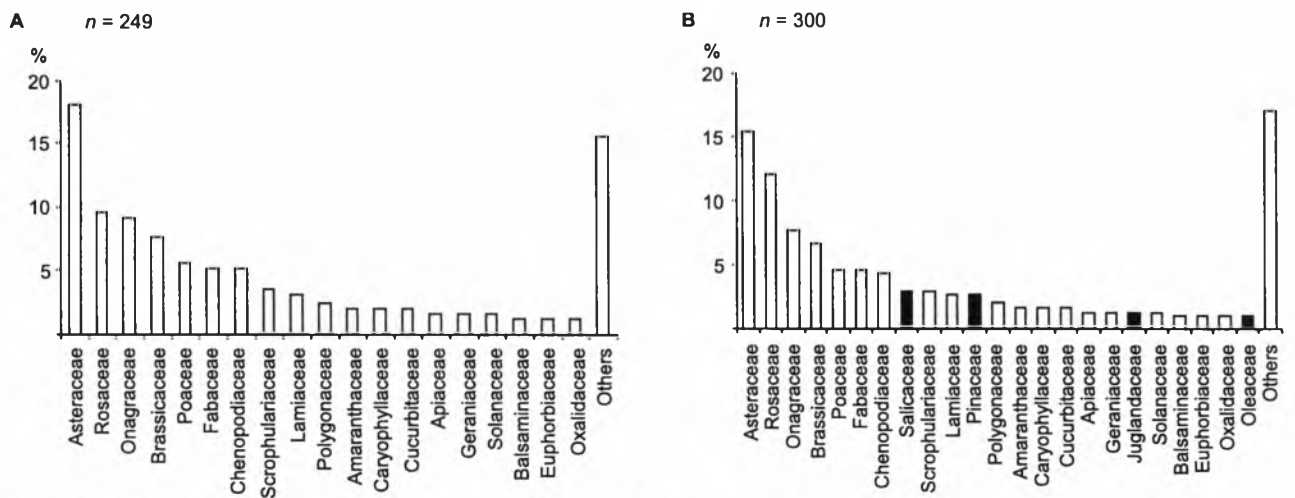 A n = 249
%
20
15
10
5
Asteraceae
Rosaceae
Onagraceae
Brassicaceae
Poaceae
Fabaceae
Chenopodiaceae
Scrophulariaceae
Lamiaceae
Polygonaceae
Amaranthaceae
Caryophyllaceae
Cucurbitaceae
Apiaceae
Geraniaceae
Solanaceae
Balsaminaceae
Euphorbiaceae
Oxalidaceae
Others
B n = 300
%
20
15
10
5
Asteraceae
Rosaceae
Onagraceae
Brassicaceae
Poaceae
Fabaceae
Chenopodiaceae
Salicaceae
Scrophulariaceae
Lamiaceae
Pinaceae
Polygonaceae
Amaranthaceae
Caryophyllaceae
Cucurbitaceae
Apiaceae
Geraniaceae
Juglandaceae
Solanaceae
Balsaminaceae
Euphorbiaceae
Oxalidaceae
Oleaceae
Others